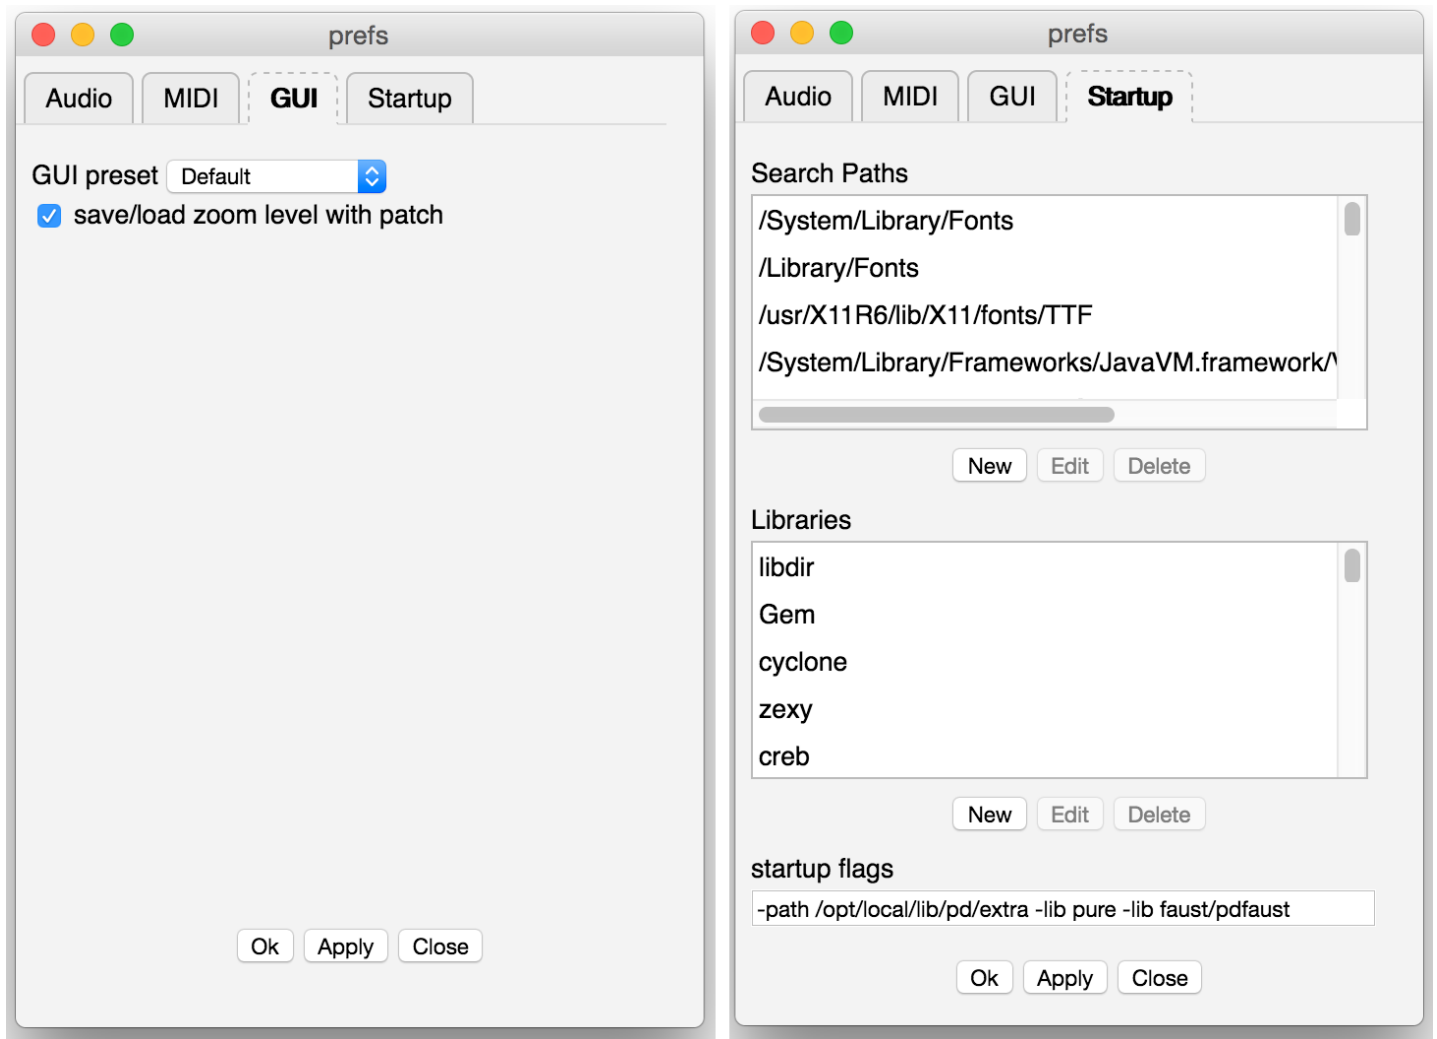 prefs
Audio MIDI GUI Startup
GUI preset Default
save/load zoom level with patch
Ok Apply Close
prefs
Audio MIDI GUI Startup
Search Paths
/System/Library/Fonts
/Library/Fonts
/usr/X11R6/lib/X11/fonts/TTF
/System/Library/Frameworks/JavaVM.framework/
New Edit Delete
Libraries
libdir
Gem
cyclone
zexy
creb
New Edit Delete
startup flags
-path /opt/local/lib/pd/extra -lib pure -lib faust/pdfaust
Ok Apply Close